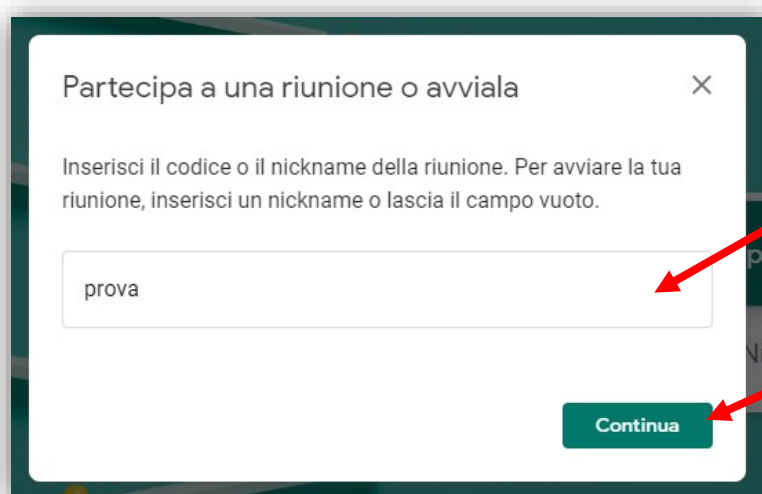 Partecipa a una riunione o avviala
Inserisci il codice o il nickname della riunione. Per avviare la tua
riunione, inserisci un nickname o lascia il campo vuoto.
prova
Continua